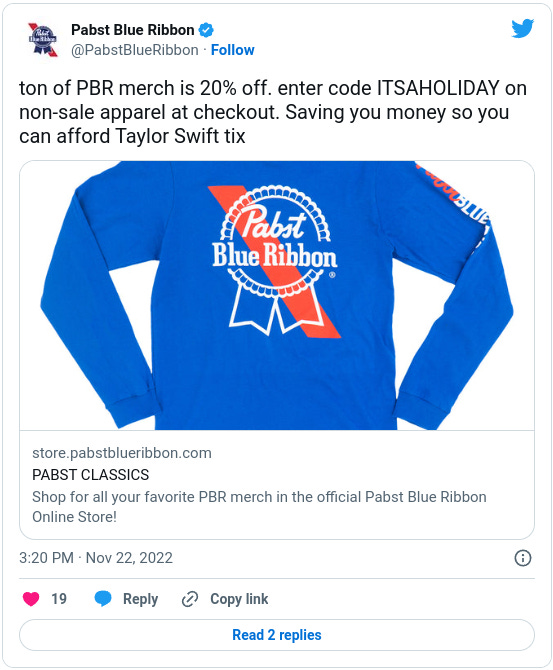 Pabst Blue Ribbon
@PabstBlueRibbon · Follow
ton of PBR merch is 20% off. enter code ITSAHOLIDAY on
non-sale apparel at checkout. Saving you money so you
can afford Taylor Swift tix
Pabst
Blue Ribbon
®
BLUE
store.pabstblueribbon.com
PABST CLASSICS
Shop for all your favorite PBR merch in the official Pabst Blue Ribbon
Online Store!
3:20 PM · Nov 22, 2022
19
Reply
Copy link
Read 2 replies